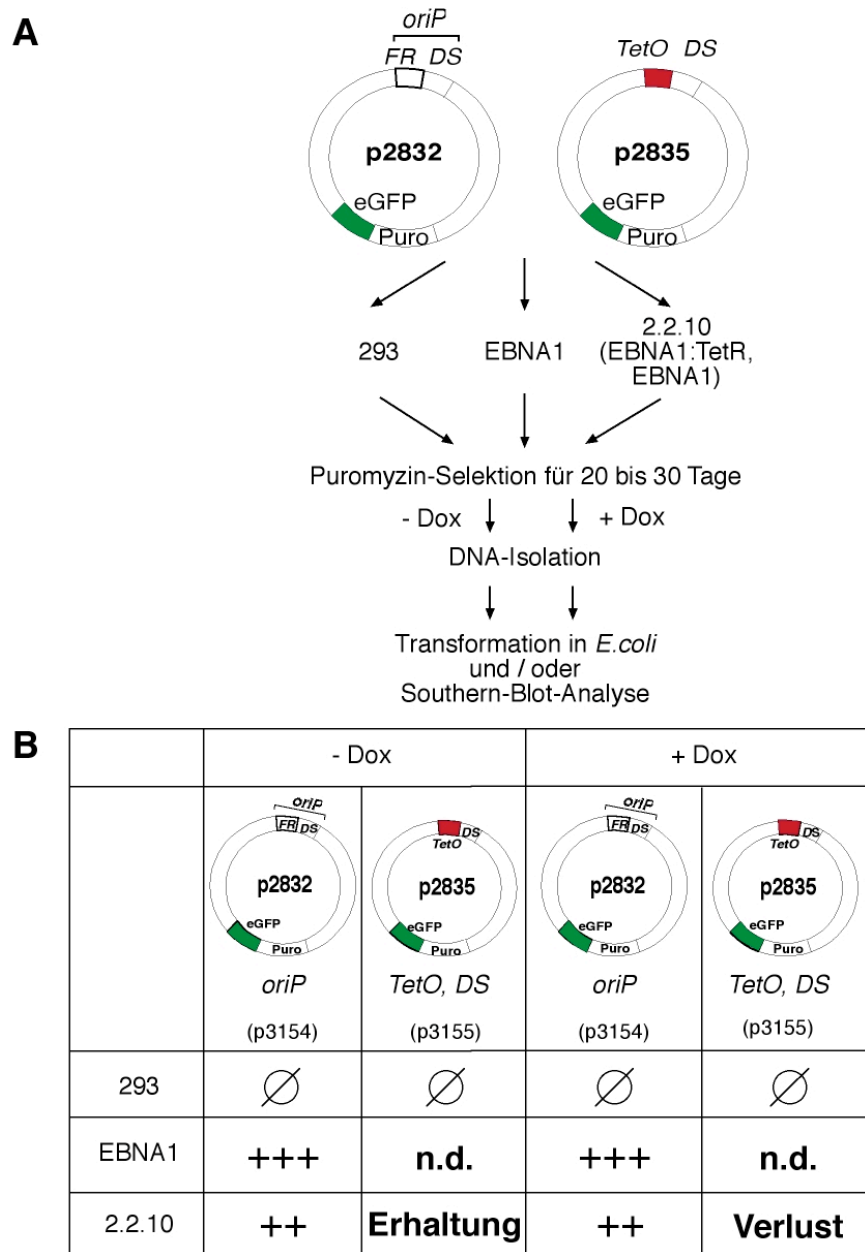 A
oriP
FR DS
TetO DS
p2832
p2835
eGFP
eGFP
Puro
Puro
293
EBNA1
2.2.10
(EBNA1:TetR,
EBNA1)
Puromyzin-Selektion für 20 bis 30 Tage
- Dox
+ Dox
DNA-Isolation
Transformation in E.coli
und / oder
Southern-Blot-Analyse
B
- Dox
+ Dox
oriP
FR DS
p2832
eGFP
Puro
oriP
(p3154)
DS
TetO
p2835
eGFP
Puro
TetO, DS
(p3155)
oriP
FR DS
p2832
eGFP
Puro
oriP
(p3154)
DS
TetO
p2835
eGFP
Puro
TetO, DS
(p3155)
293 ∅ ∅ ∅ ∅
EBNA1 +++ n.d. +++ n.d.
2.2.10 ++ Erhaltung ++ Verlust